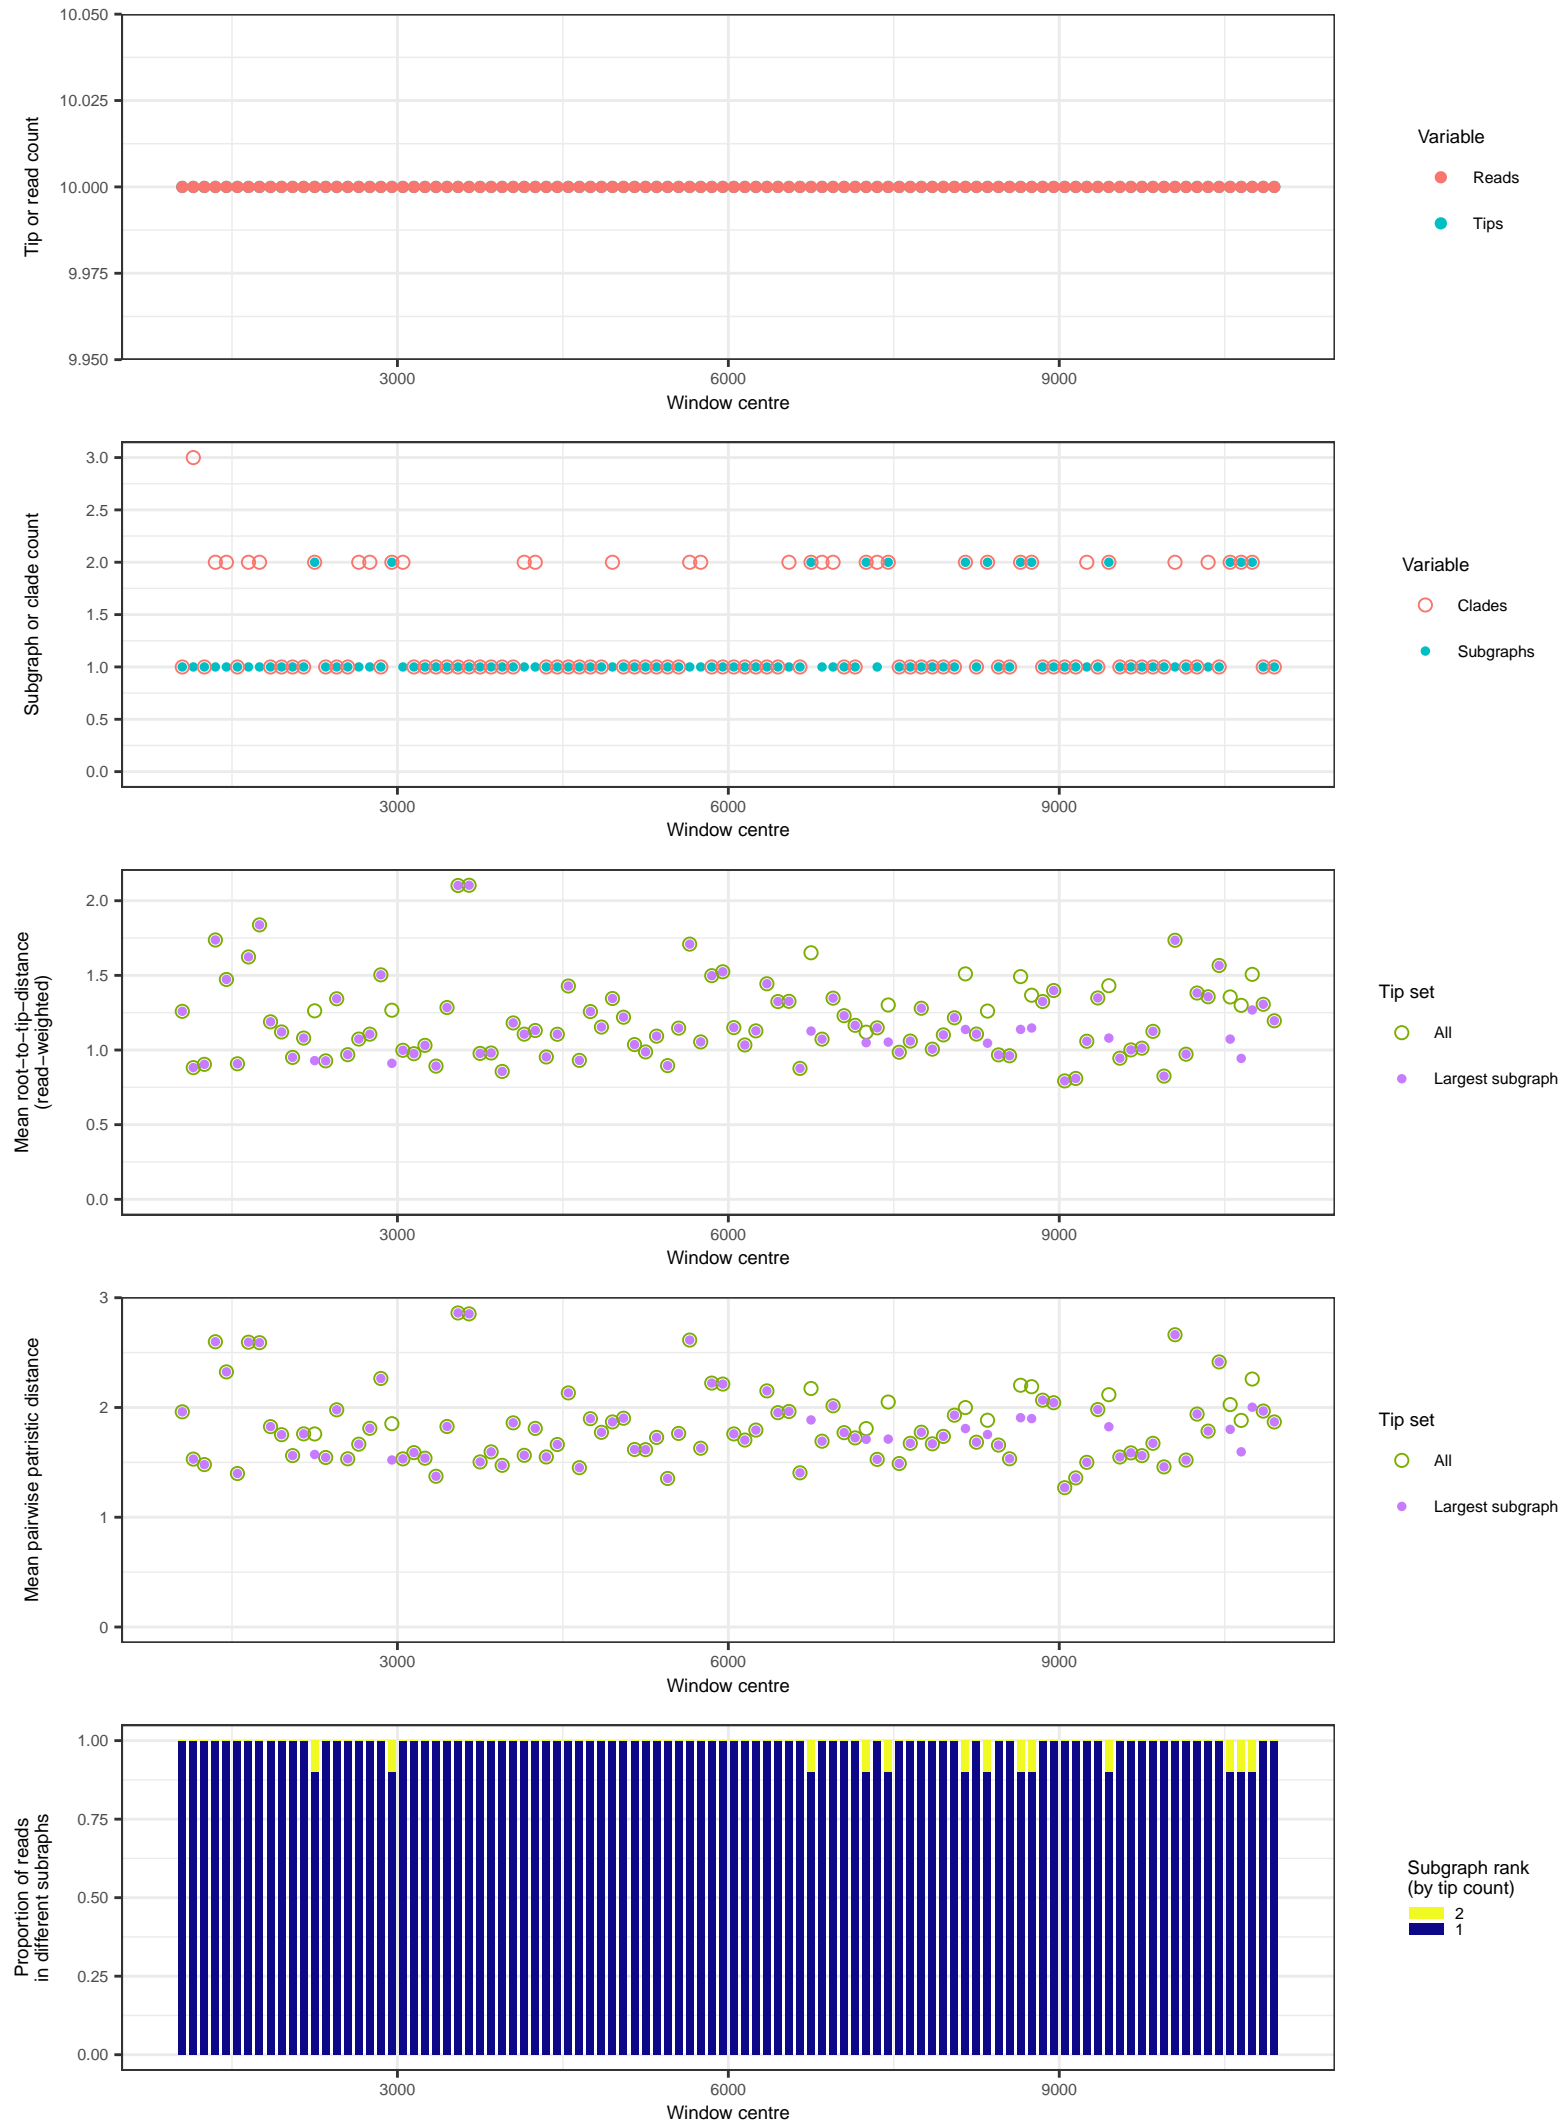 10.050
10.025
10.000
9.975
9.950
Tip or read count
3000
6000
9000
Window centre
Variable
Reads
Tips
3.0
2.5
2.0
1.5
1.0
0.5
0.0
Subgraph or clade count
3000
6000
9000
Window centre
Variable
Clades
Subgraphs
2.0
1.5
1.0
0.5
0.0
Mean root−to−tip−distance
(read−weighted)
3000
6000
9000
Window centre
Tip set
All
Largest subgraph
3
2
1
0
Mean pairwise patristic distance
3000
6000
9000
Window centre
Tip set
All
Largest subgraph
1.00
0.75
0.50
0.25
0.00
Proportion of reads
in different subraphs
3000
6000
9000
Window centre
Subgraph rank
(by tip count)
2
1